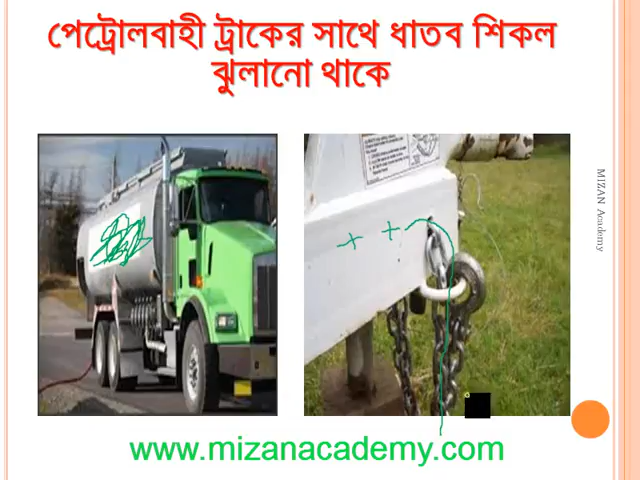 পেট্রোলবাহী ট্রাকের সাথে ধাতব শিকল
ঝুলানো থাকে
+ +
MIZAN Academy
www.mizanacademy.com